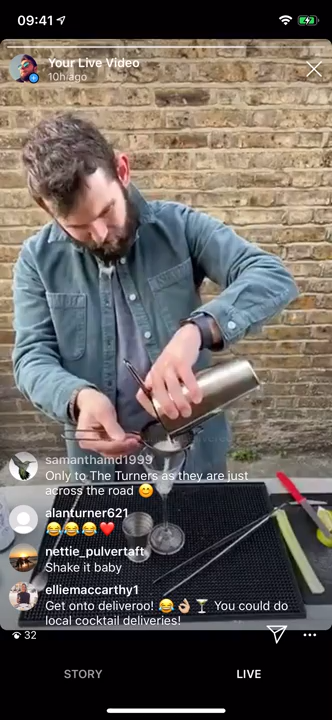 09:41
Your Live Video
10h ago
samanthamd1999
Only to The Turners as they are just
across the road 😊
alanturner621
😂😂😂❤️
nettie_pulvertaft
Shake it baby
elliemaccarthy1
Get onto deliveroo! 😂👌🏼🍸 You could do
local cocktail deliveries!
32
STORY LIVE